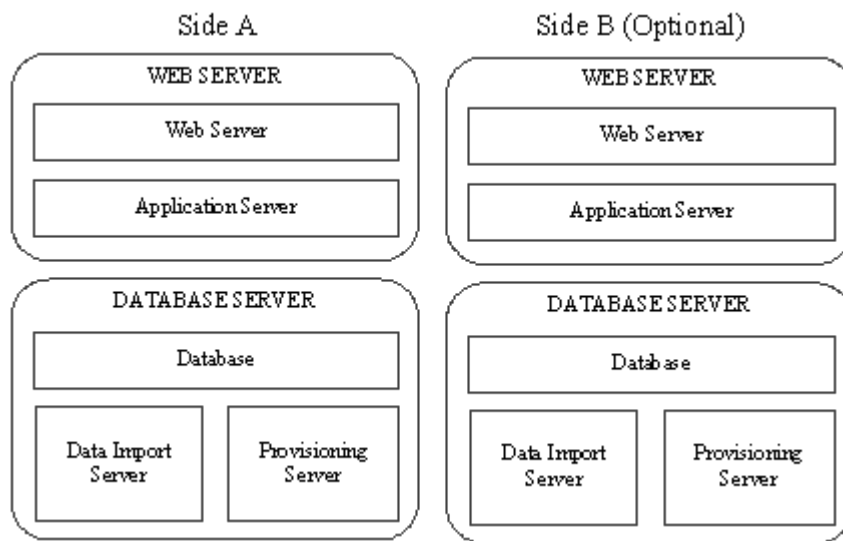 Side A
WEB SERVER
Web Server
Application Server
DATABASE SERVER
Database
Data Import
Server
Provisioning
Server
Side B (Optional)
WEB SERVER
Web Server
Application Server
DATABASE SERVER
Database
Data Import
Server
Provisioning
Server